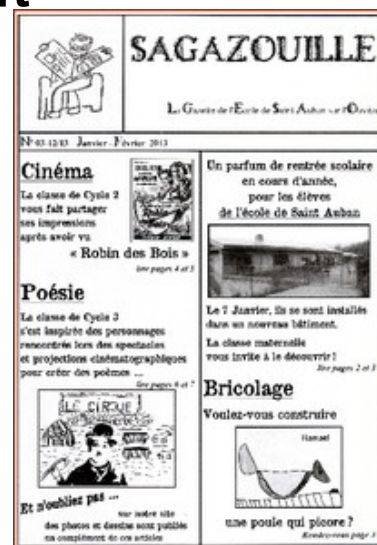 SAGAZOUILLE
La Gazette de l'Ecole de Saint Auban sur l'Ouvèze
N° 03-12/13 Janvier - Février 2013
Cinéma
La classe de Cycle 2
vous fait partager
ses impressions
après avoir vu
« Robin des Bois »
lire pages 4 et 5
Poésie
La classe de Cycle 3
s'est inspirée des personnages
rencontrés lors des spectacles
et projections cinématographiques
pour créer des poèmes ...
lire pages 6 et 7
LE CIRQUE
Et n'oubliez pas ...
sur notre site
des photos et dessins sont publiés
en complément de ces articles
Un parfum de rentrée scolaire
en cours d'année,
pour les élèves
de l'école de Saint Auban
Le 7 Janvier, ils se sont installés
dans un nouveau bâtiment.
La classe maternelle
vous invite à le découvrir !
lire pages 2 et 3
Bricolage
Voulez-vous construire
une poule qui picore ?
Rendez-vous page